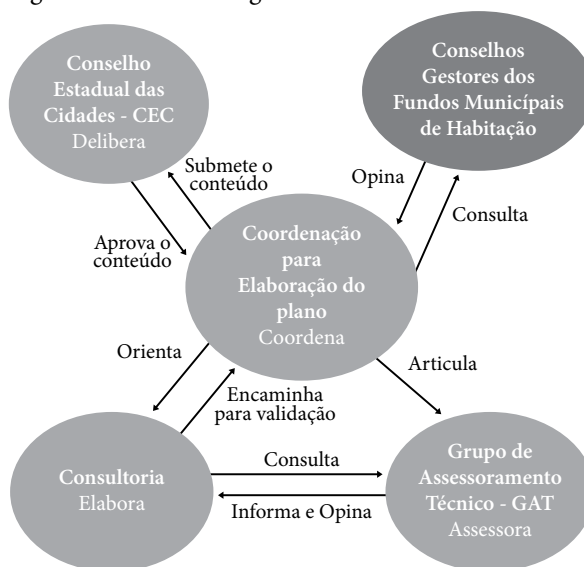 Conselho
Estadual das
Cidades - CEC
Delibera
Conselhos
Gestores dos
Fundos Municípais
de Habitação
Submete o
conteúdo
Opina
Consulta
Aprova o
conteúdo
Coordenação
para
Elaboração do
plano
Coordena
Orienta
Articula
Encaminha
para validação
Consultoria
Elabora
Consulta
Informa e Opina
Grupo de
Assessoramento
Técnico - GAT
Assessora